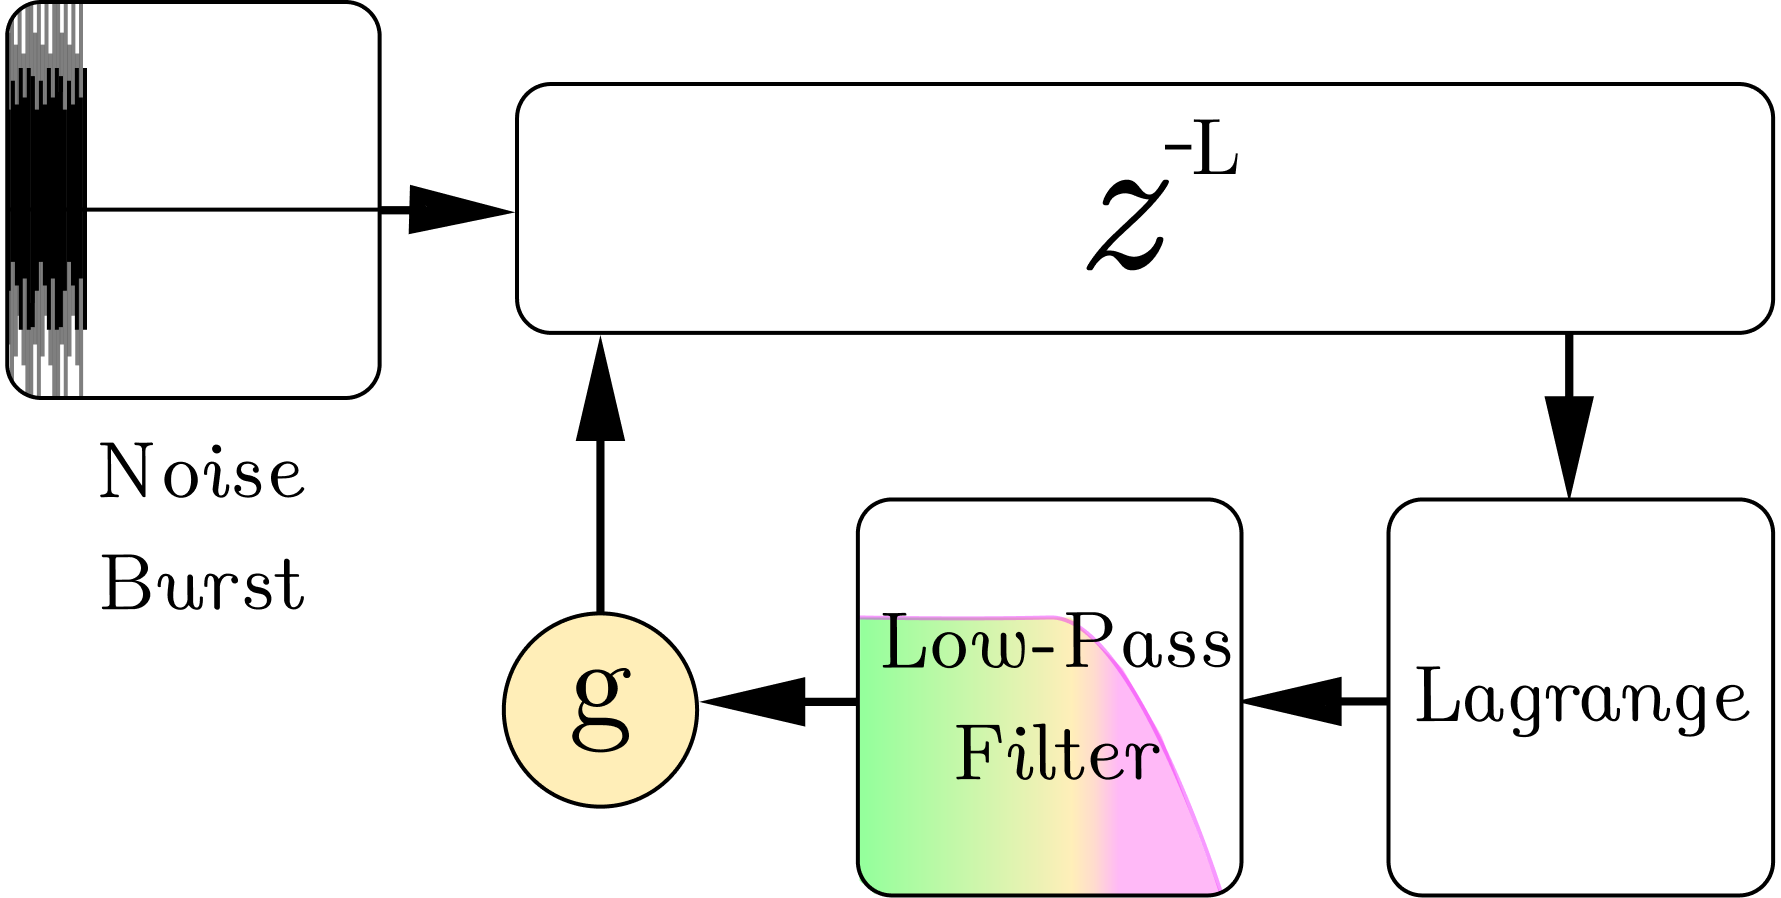 z⁻ᴸ
Noise
Burst
g
Low-Pass
Filter
Lagrange